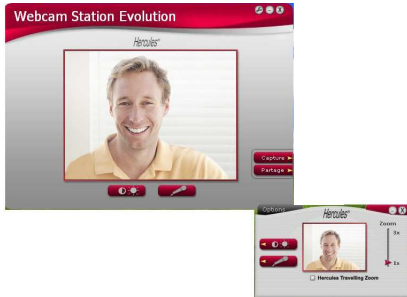 Webcam Station Evolution
Hercules
Capture
Partage
Options
Hercules
Zoom
3x
1x
Hercules Travelling Zoom